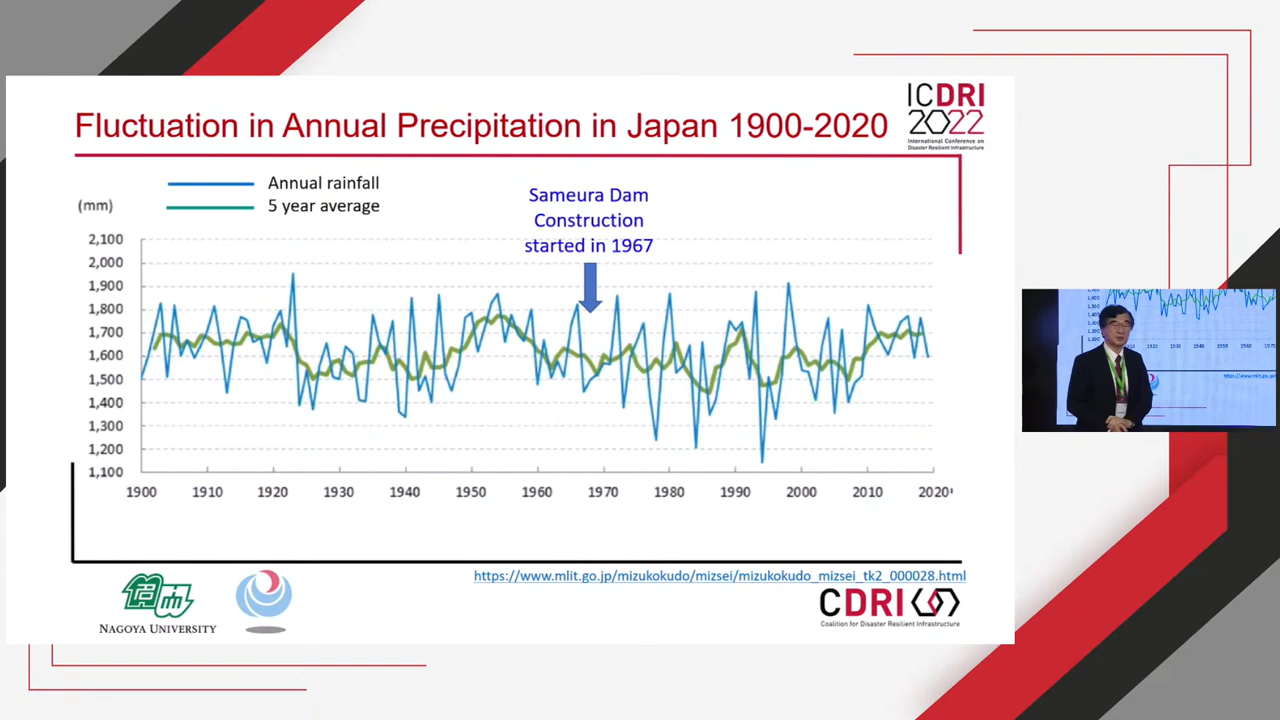 Fluctuation in Annual Precipitation in Japan 1900-2020
ICDRI
2022
International Conference on
Disaster Resilient Infrastructure
Annual rainfall
5 year average
(mm)
Sameura Dam
Construction
started in 1967
2,100
2,000
1,900
1,800
1,700
1,600
1,500
1,400
1,300
1,200
1,100
1900 1910 1920 1930 1940 1950 1960 1970 1980 1990 2000 2010 2020
https://www.mlit.go.jp/mizukokudo/mizsei/mizukokudo_mizsei_tk2_000028.html
NAGOYA UNIVERSITY
CDRI
Coalition for Disaster Resilient Infrastructure